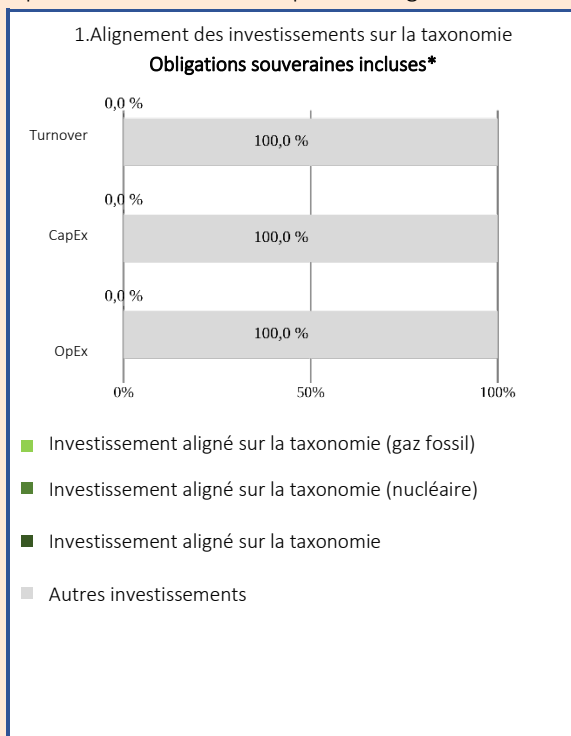 1.Alignement des investissements sur la taxonomie
Obligations souveraines incluses*
0,0 %
Turnover
100,0 %
0,0 %
CapEx
100,0 %
0,0 %
100,0 %
OpEx
0%
50%
100%
Investissement aligné sur la taxonomie (gaz fossil)
Investissement aligné sur la taxonomie (nucléaire)
Investissement aligné sur la taxonomie
Autres investissements